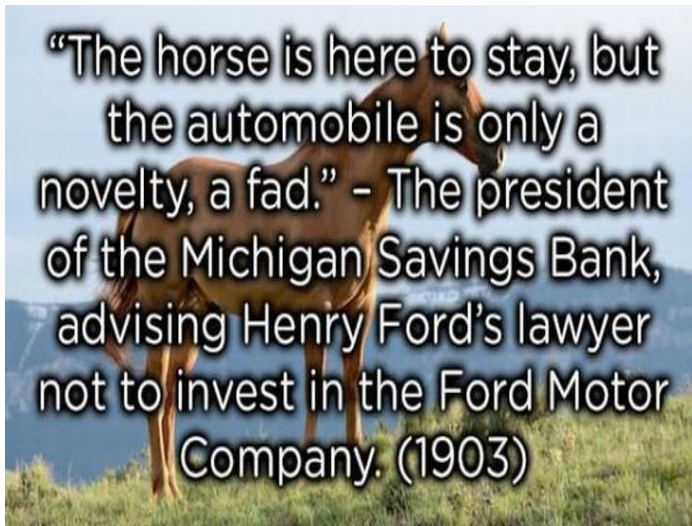 “The horse is here to stay, but
the automobile is only a
novelty, a fad.” – The president
of the Michigan Savings Bank,
advising Henry Ford’s lawyer
not to invest in the Ford Motor
Company. (1903)